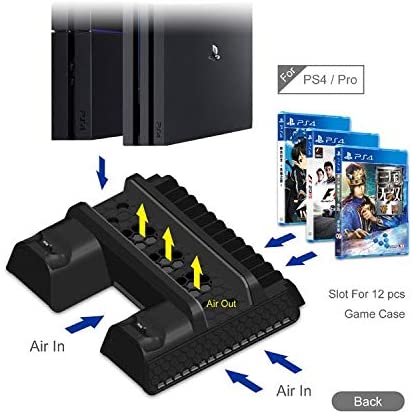 PS4
PS4
For
PS4 / Pro
PS4
PS4
PS4
Air Out
Slot For 12 pcs
Game Case
Air In
Air In
Back